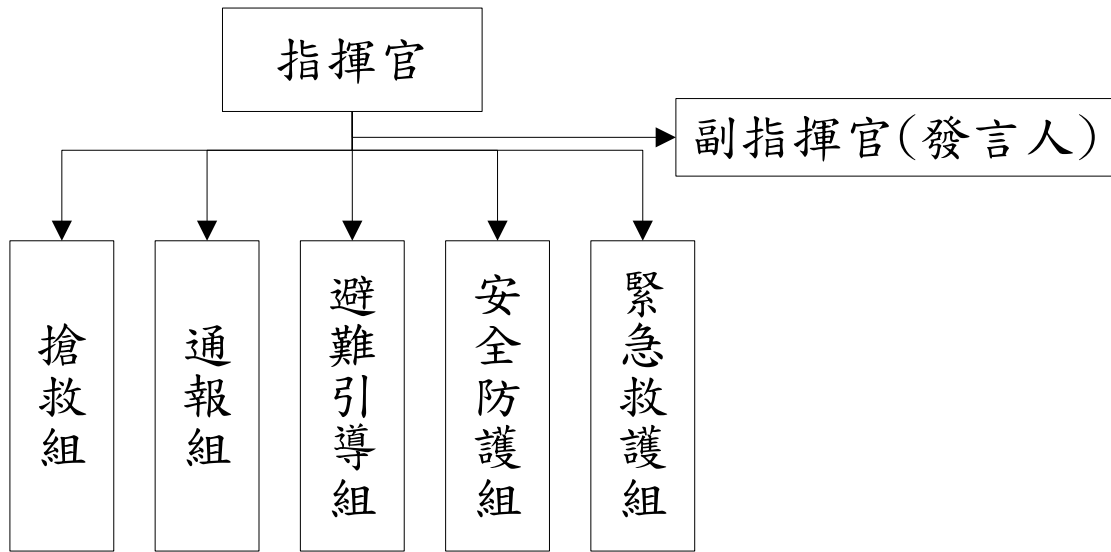 指揮官
副指揮官(發言人)
搶救組
通報組
避難引導組
安全防護組
緊急救護組